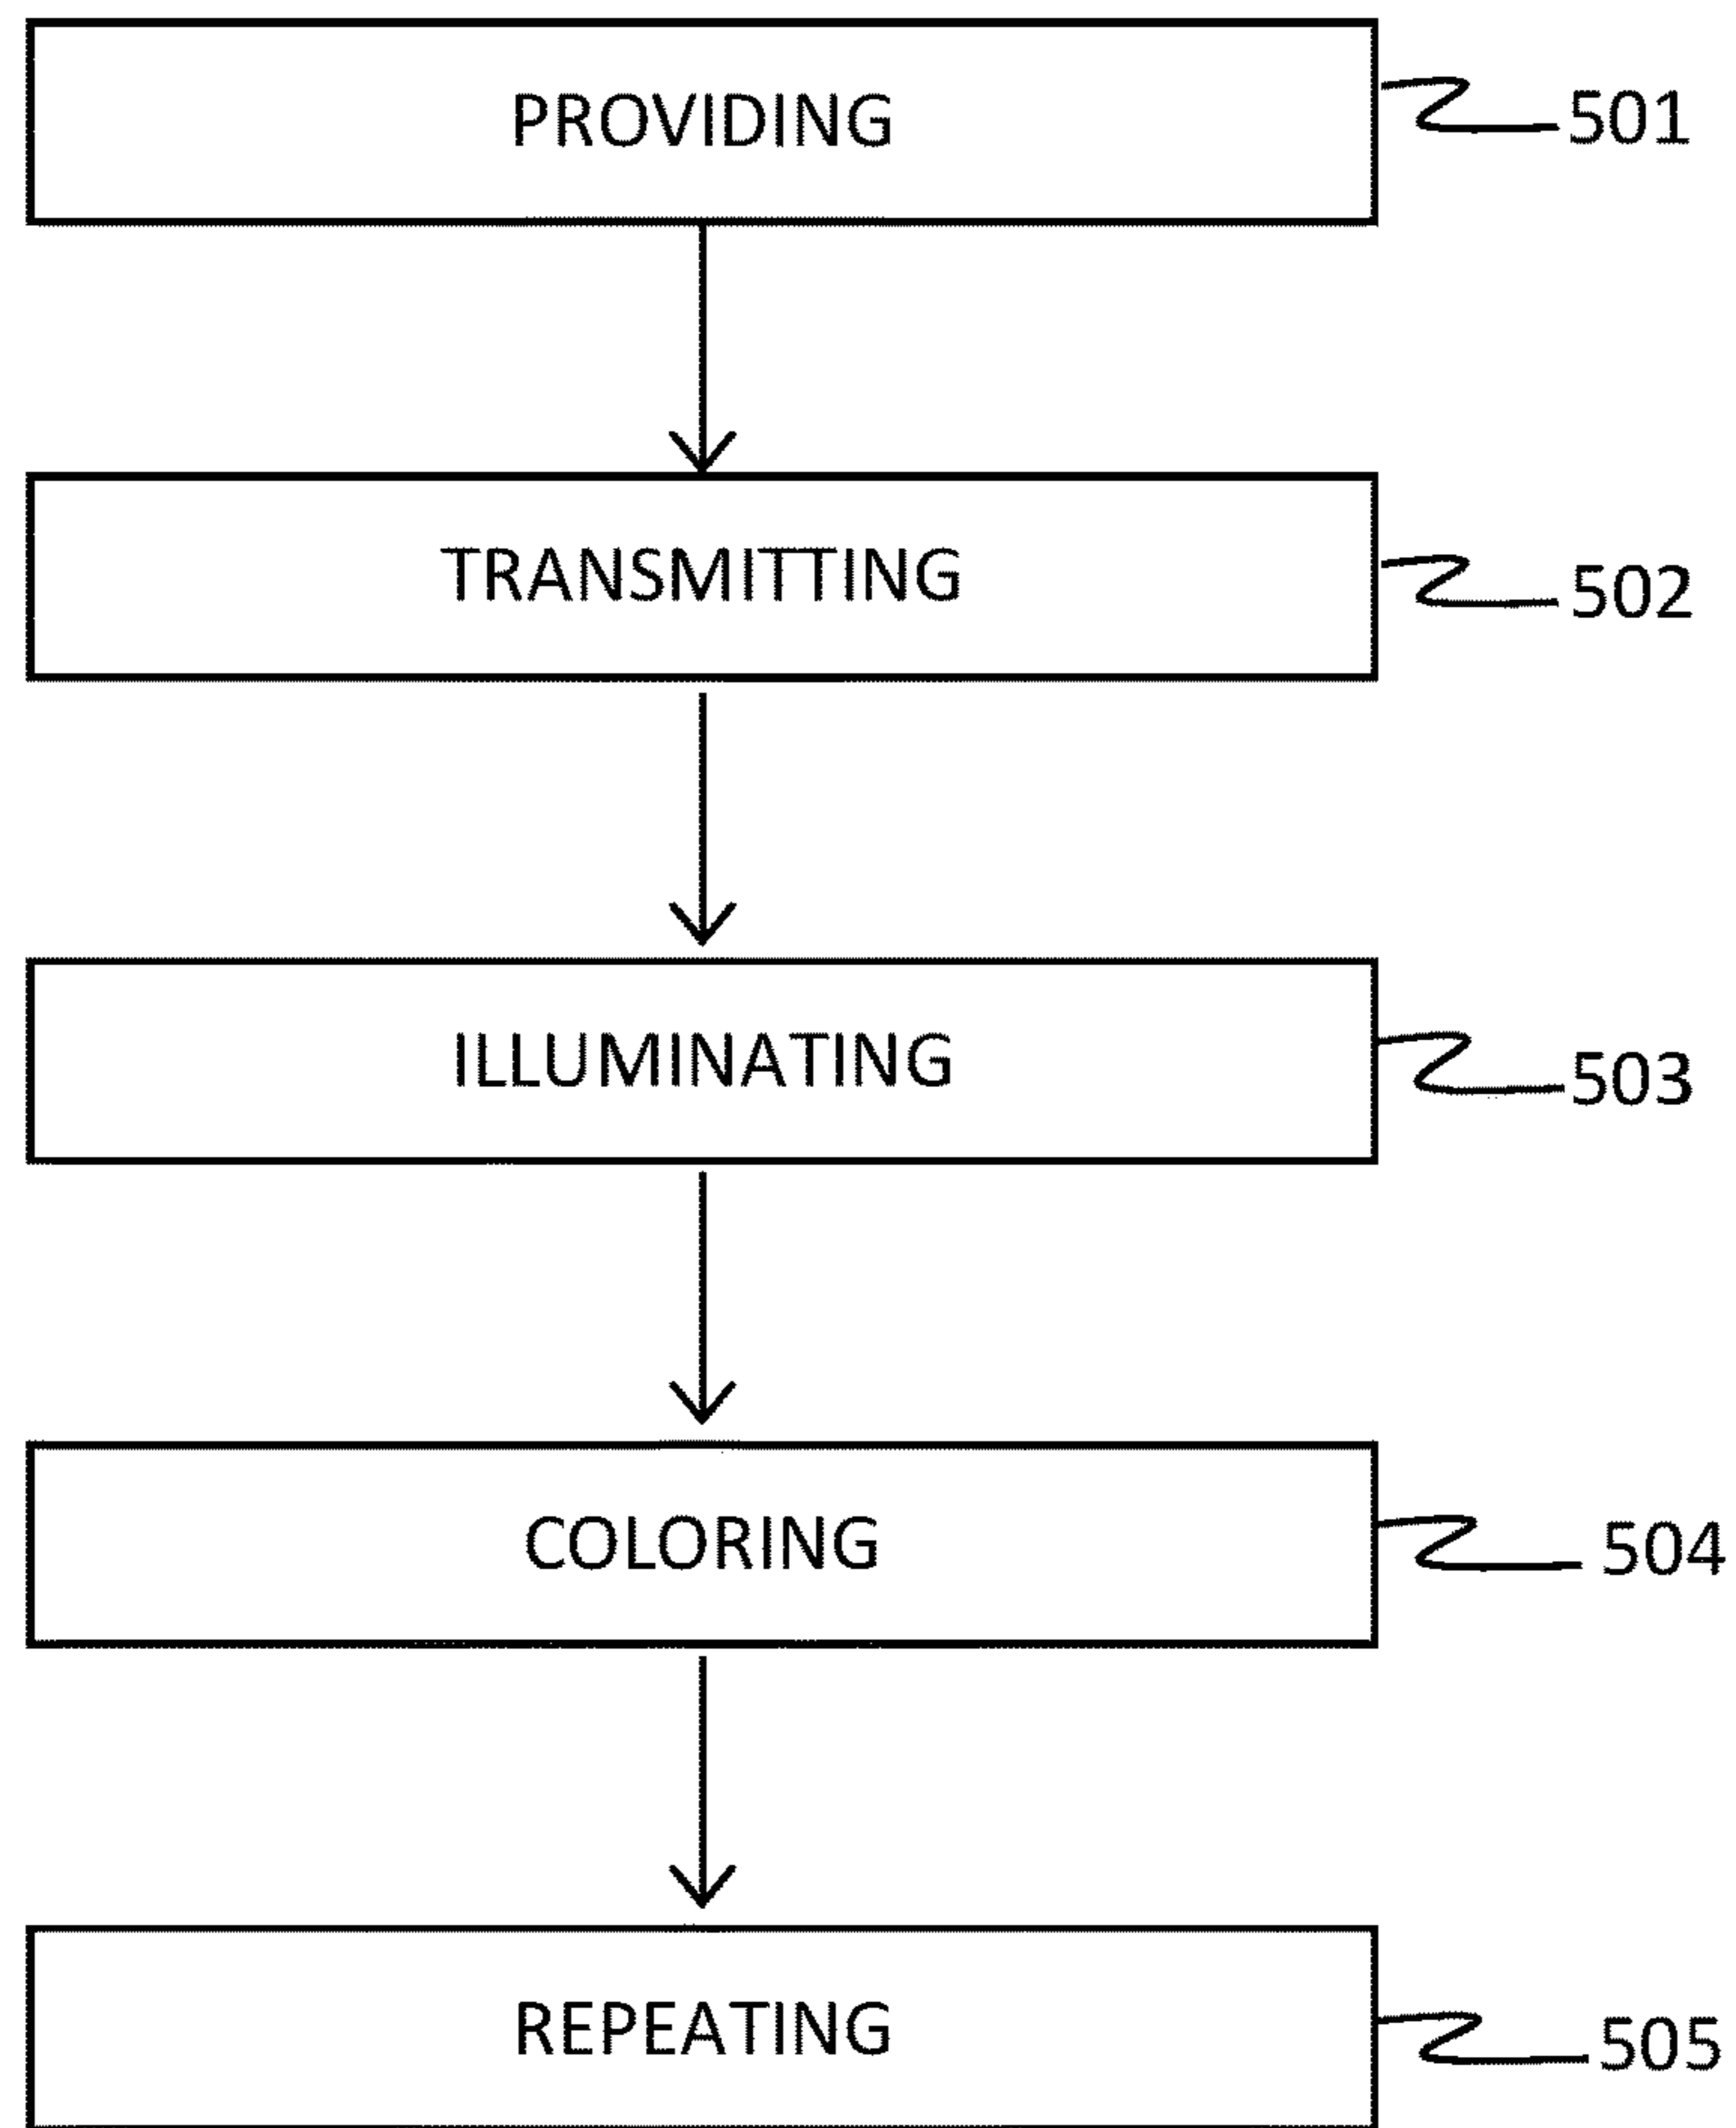 PROVIDING 501
TRANSMITTING 502
ILLUMINATING 503
COLORING 504
REPEATING 505